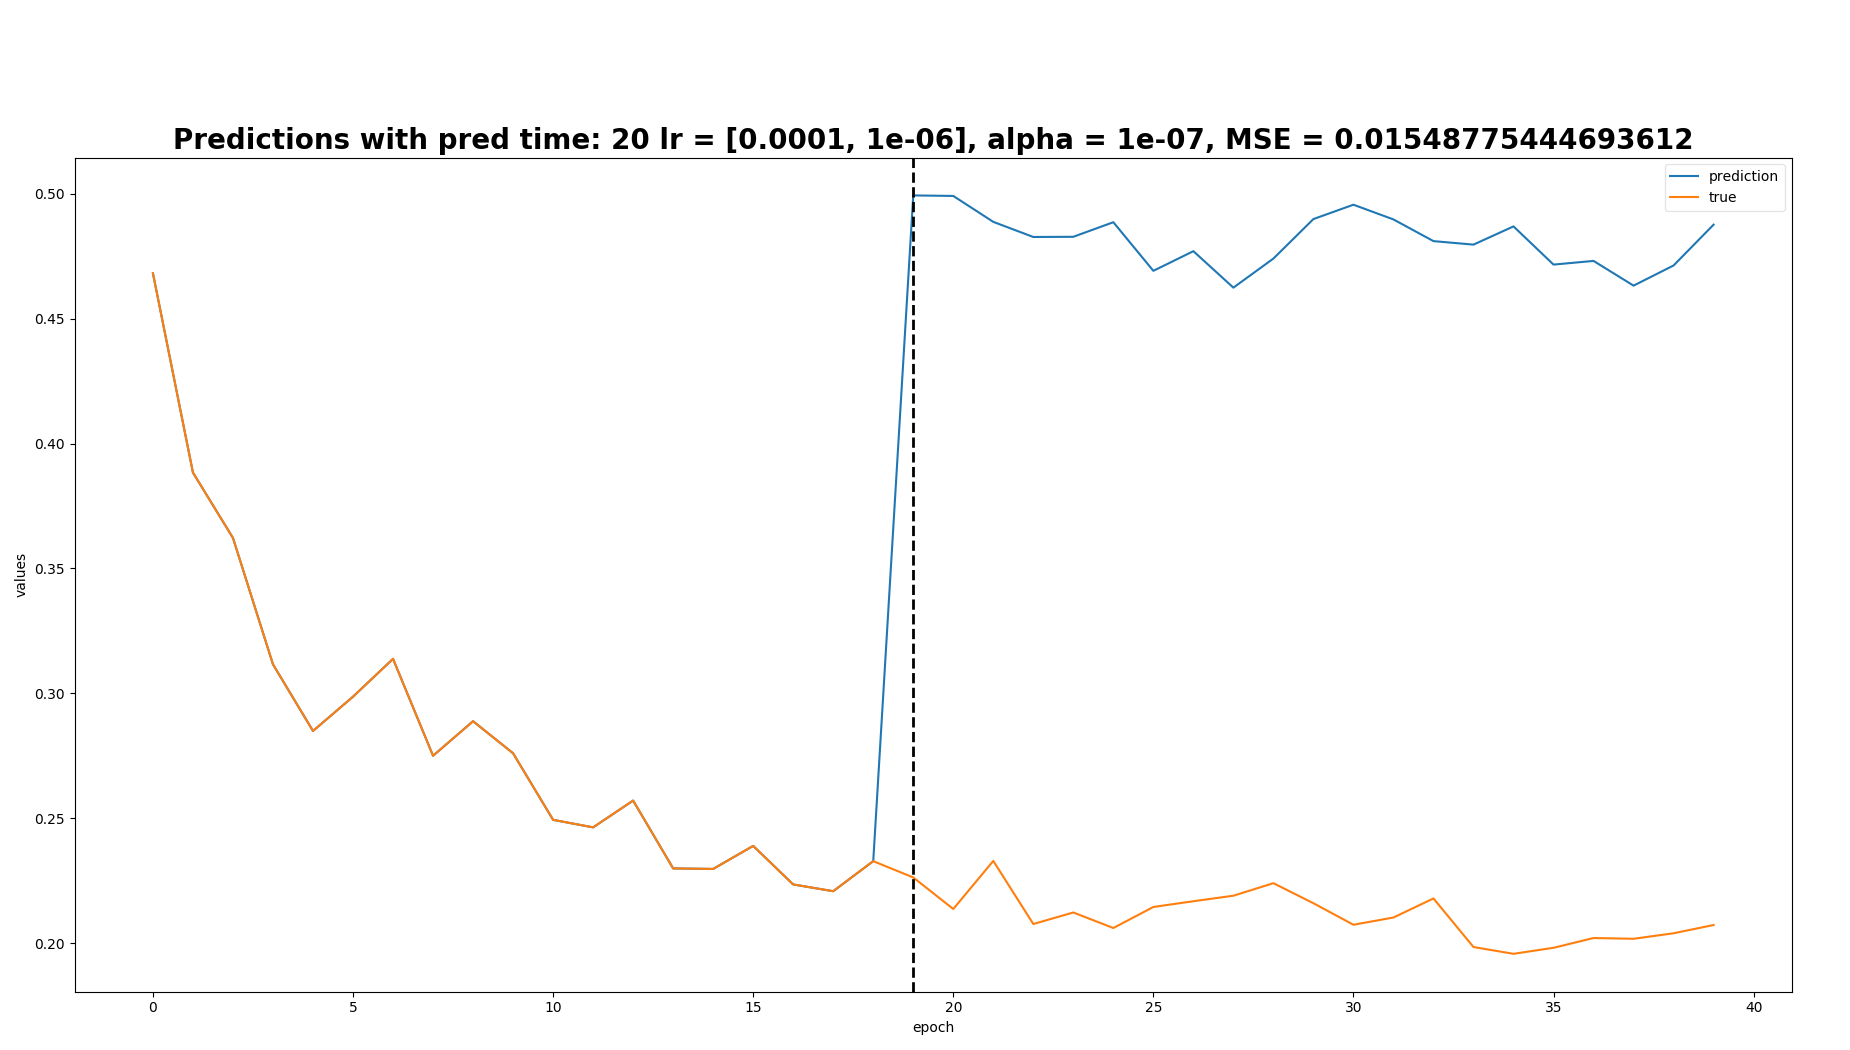 Predictions with pred time: 20 lr = [0.0001, 1e-06], alpha = 1e-07, MSE = 0.01548775444693612
prediction
true
0.50
0.45
0.40
0.35
0.30
0.25
0.20
values
0 5 10 15 20 25 30 35 40
epoch